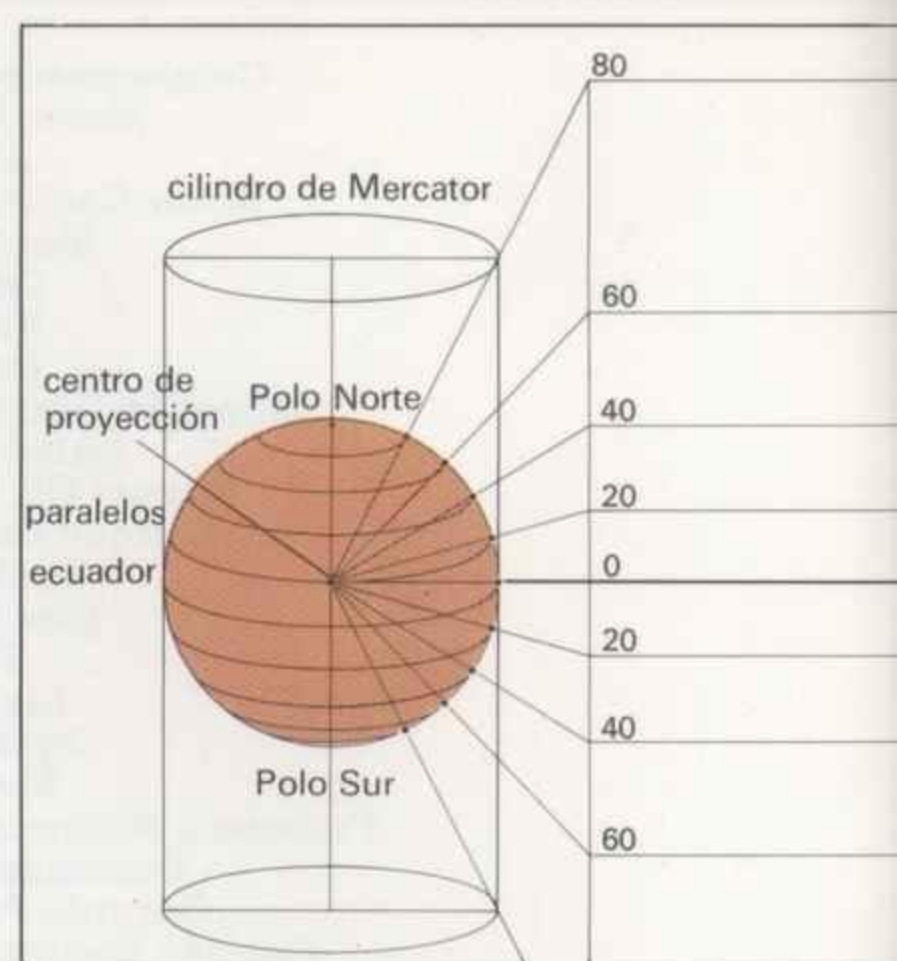 80
cilindro de Mercator
60
centro de
proyección
Polo Norte
40
paralelos
20
ecuador
0
20
40
Polo Sur
60